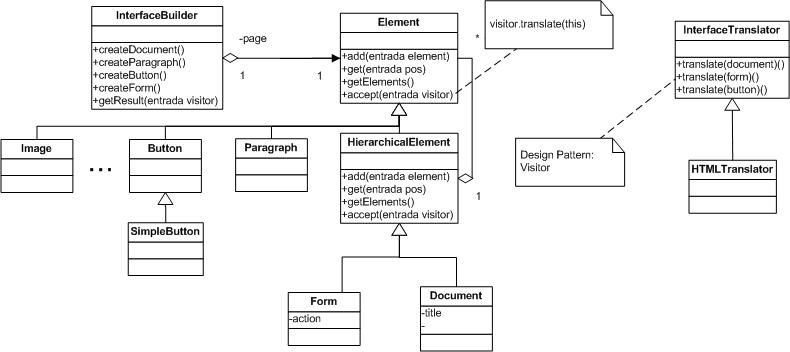 InterfaceBuilder
+createDocument()
+createParagraph()
+createButton()
+createForm()
+getResult(entrada visitor)
-page
1
1
Element
+add(entrada element)
+get(entrada pos)
+getElements()
+accept(entrada visitor)
*
visitor.translate(this)
InterfaceTranslator
+translate(document)()
+translate(form)()
+translate(button)()
Image
...
Button
Paragraph
HierarchicalElement
+add(entrada element)
+get(entrada pos)
+getElements()
+accept(entrada visitor)
1
Design Pattern:
Visitor
HTMLTranslator
SimpleButton
Form
-action
Document
-title
-